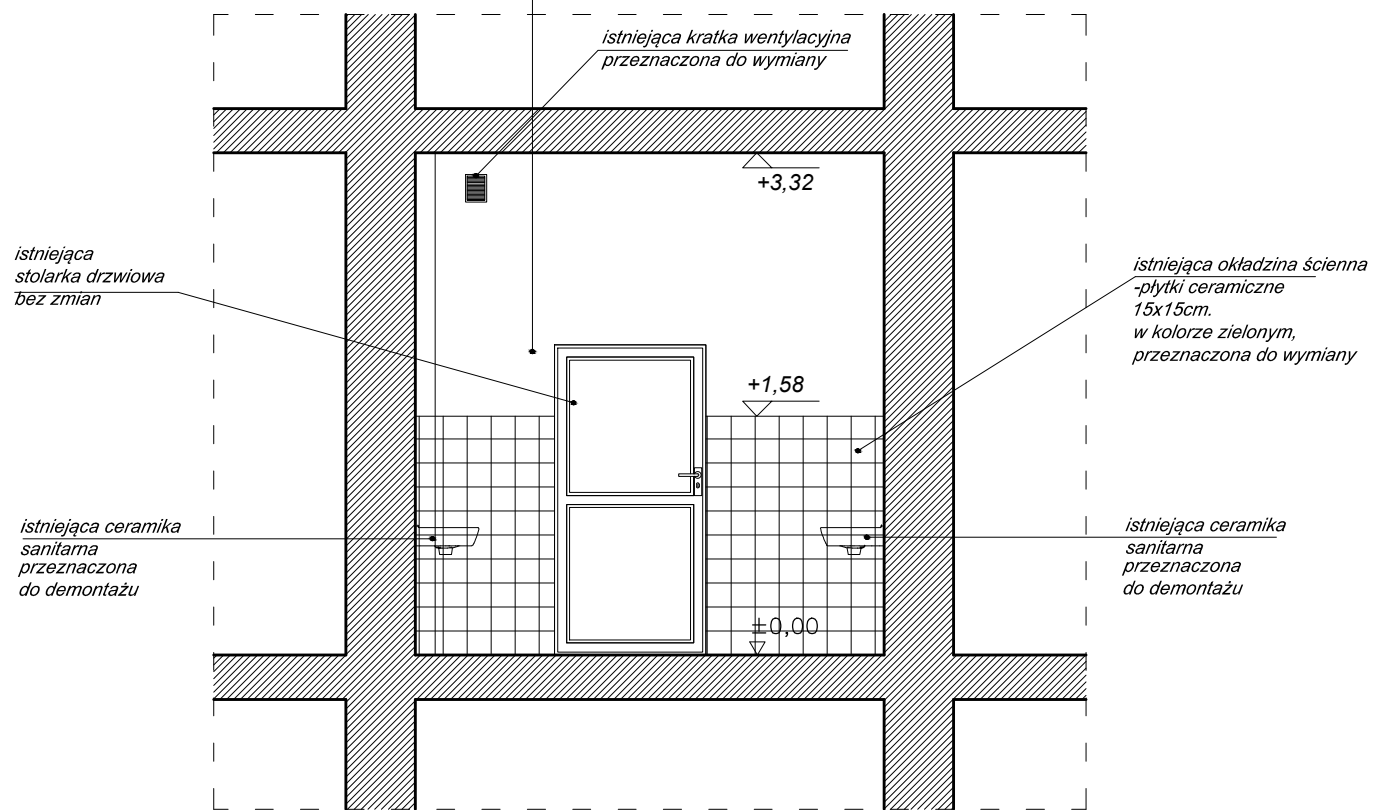 istniejąca kratka wentylacyjna
przeznaczona do wymiany
+3,32
istniejąca
stolarka drzwiowa
bez zmian
istniejąca okładzina ścienna
-płytki ceramiczne
15x15cm.
w kolorze zielonym,
przeznaczona do wymiany
+1,58
istniejąca ceramika
sanitarna
przeznaczona
do demontażu
istniejąca ceramika
sanitarna
przeznaczona
do demontażu
±0,00